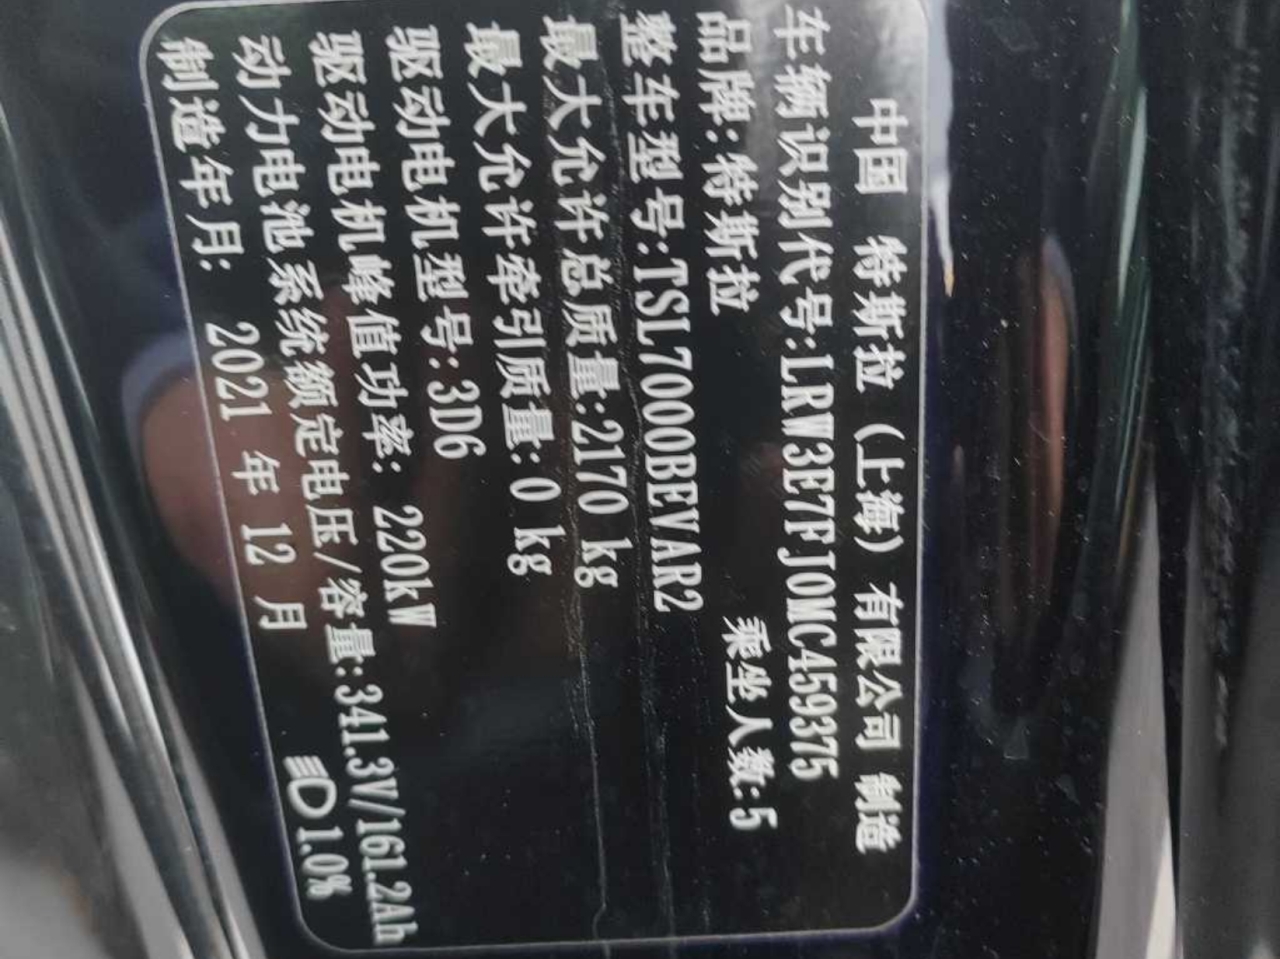 中国 特斯拉（上海）有限公司 制造
车辆识别代号:LRW3E7FJ0MC459375
品牌:特斯拉 乘坐人数:5
整车型号:TSL7000BEVAR2
最大允许总质量:2170 kg
最大允许牵引质量: 0 kg
驱动电机型号:3D6
驱动电机峰值功率: 220kW
动力电池系统额定电压/容量:341.3V/161.2Ah
制造年月: 2021 年 12 月 1.0%